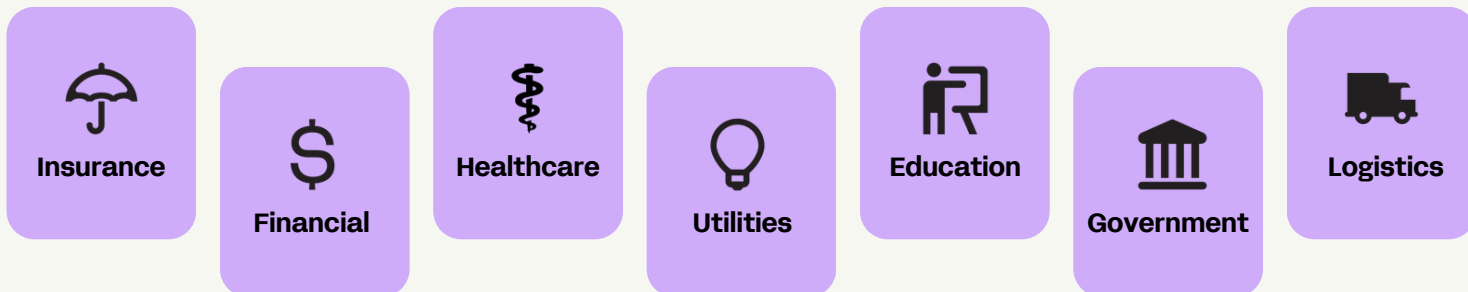 Insurance
Financial
Healthcare
Utilities
Education
Government
Logistics